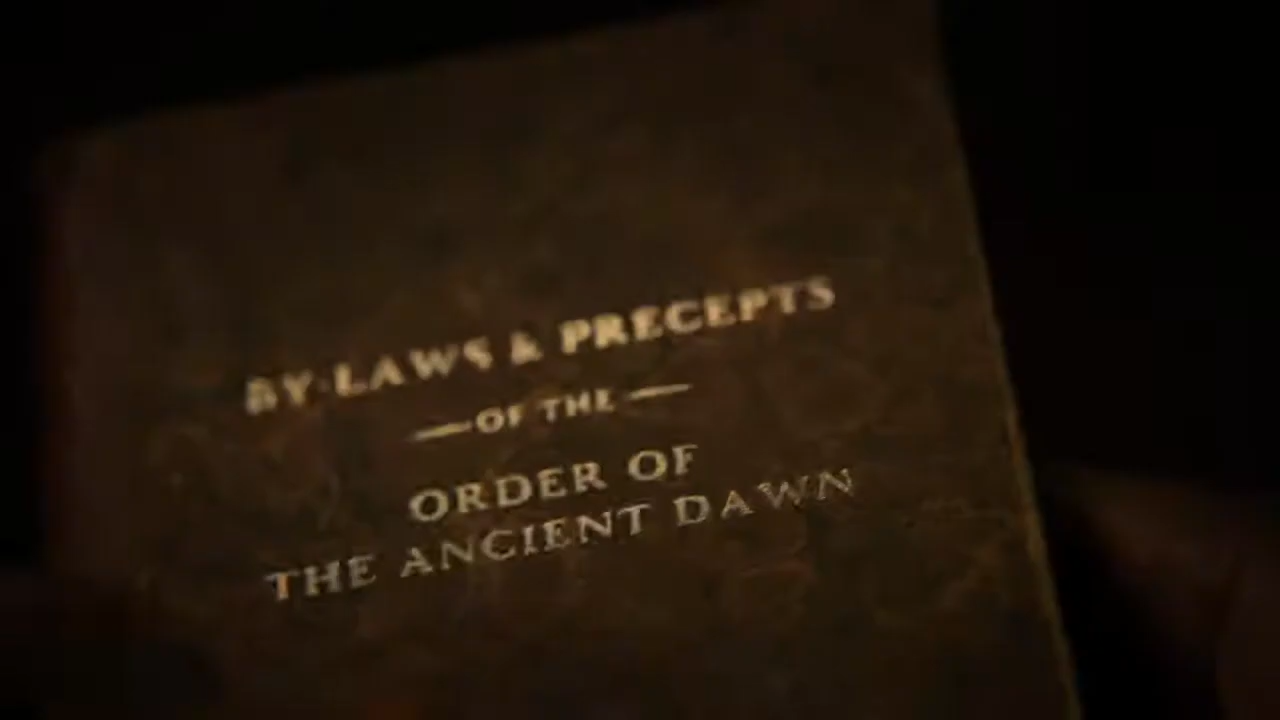 BY-LAWS & PRECEPTS
OF THE
ORDER OF
THE ANCIENT DAWN